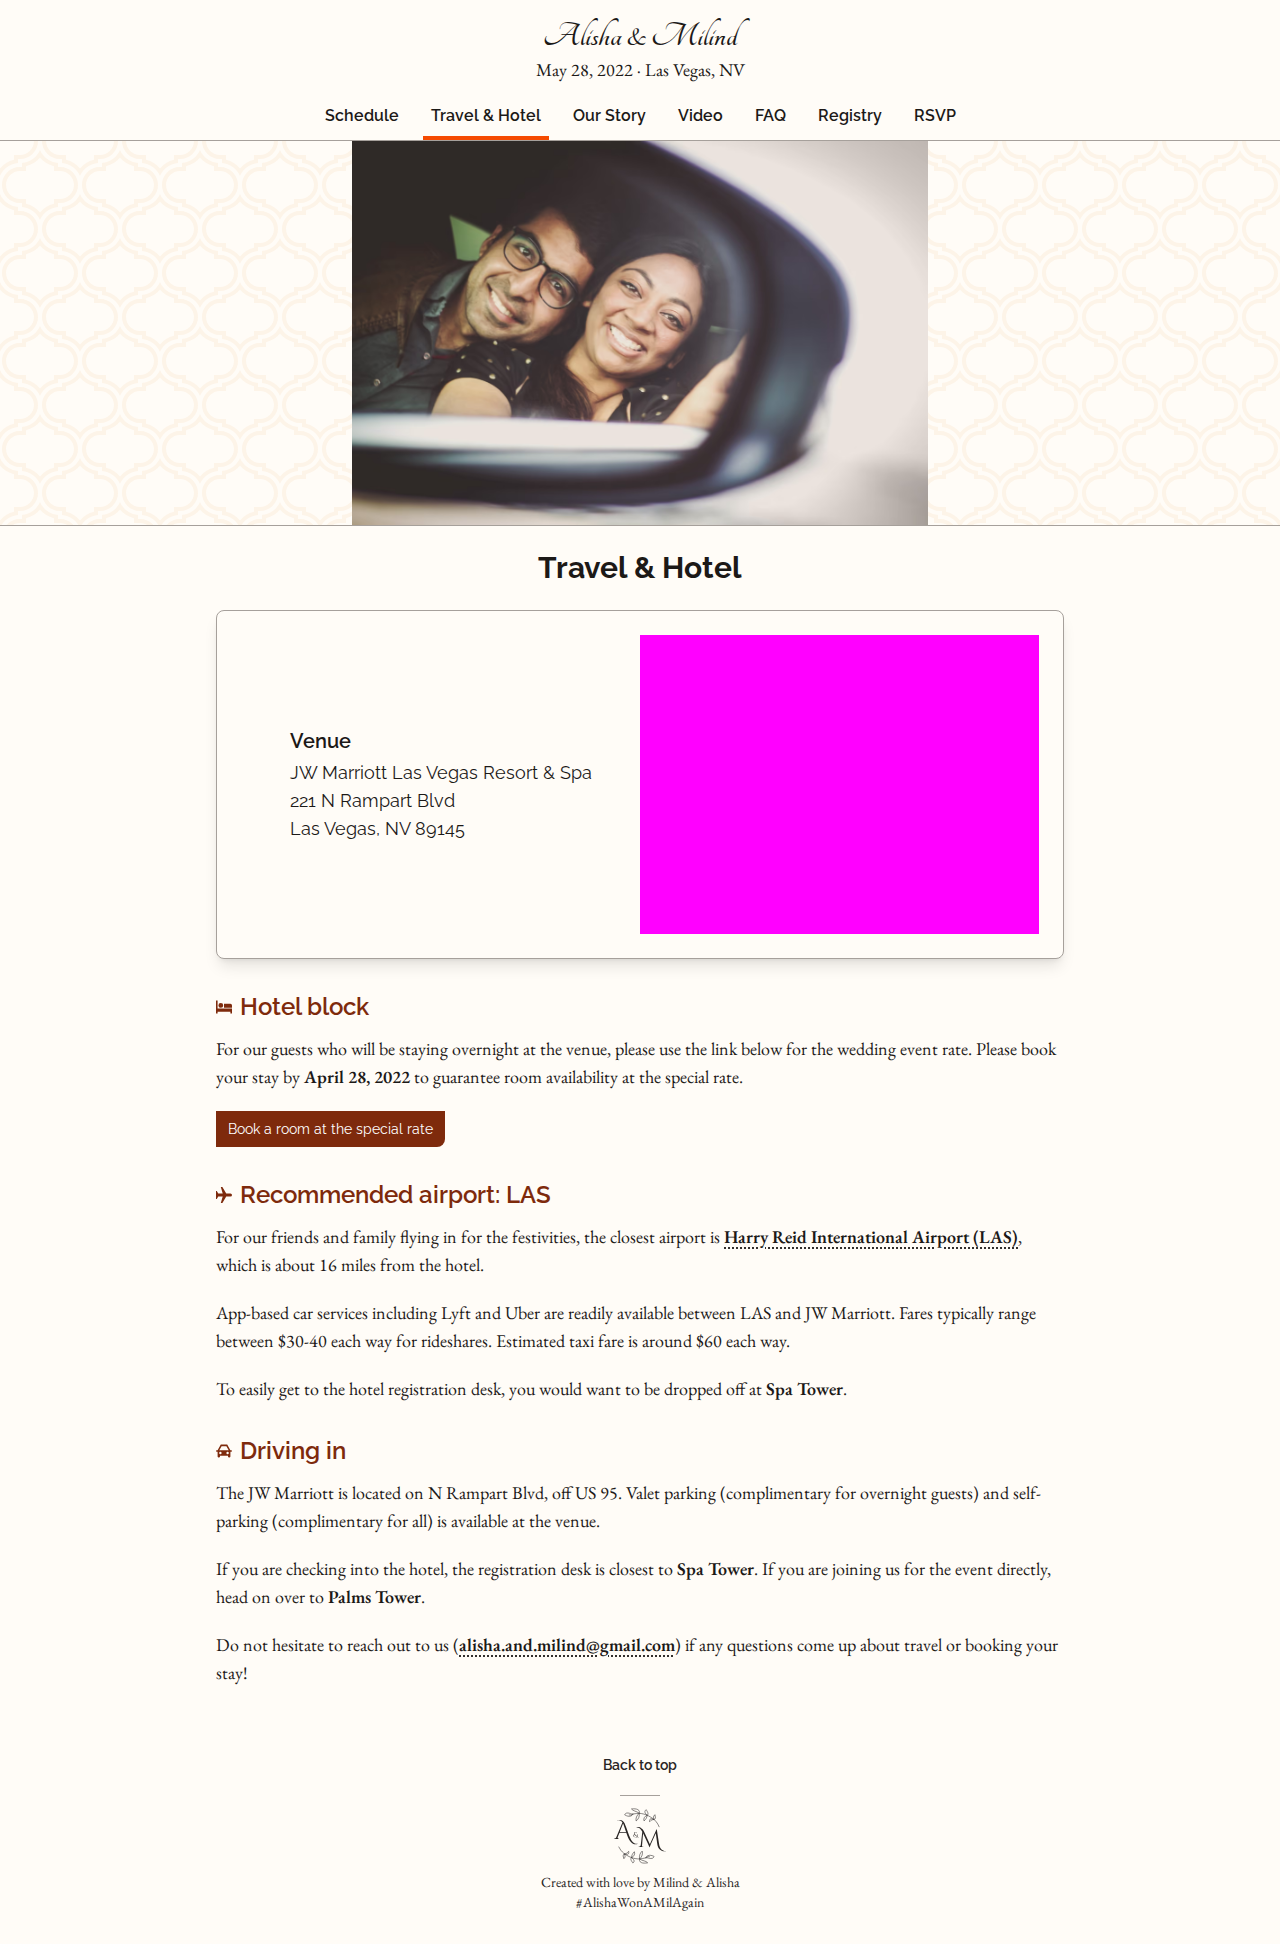 Alisha & Milind
May 28, 2022 · Las Vegas, NV
Schedule Travel & Hotel Our Story Video FAQ Registry RSVP
Travel & Hotel
Venue
JW Marriott Las Vegas Resort & Spa
221 N Rampart Blvd
Las Vegas, NV 89145
Hotel block
For our guests who will be staying overnight at the venue, please use the link below for the wedding event rate. Please book
your stay by April 28, 2022 to guarantee room availability at the special rate.
Book a room at the special rate
Recommended airport: LAS
For our friends and family flying in for the festivities, the closest airport is Harry Reid International Airport (LAS),
which is about 16 miles from the hotel.
App-based car services including Lyft and Uber are readily available between LAS and JW Marriott. Fares typically range
between $30-40 each way for rideshares. Estimated taxi fare is around $60 each way.
To easily get to the hotel registration desk, you would want to be dropped off at Spa Tower.
Driving in
The JW Marriott is located on N Rampart Blvd, off US 95. Valet parking (complimentary for overnight guests) and self-
parking (complimentary for all) is available at the venue.
If you are checking into the hotel, the registration desk is closest to Spa Tower. If you are joining us for the event directly,
head on over to Palms Tower.
Do not hesitate to reach out to us (alisha.and.milind@gmail.com) if any questions come up about travel or booking your
stay!
Back to top
A&M
Created with love by Milind & Alisha
#AlishaWonAMilAgain